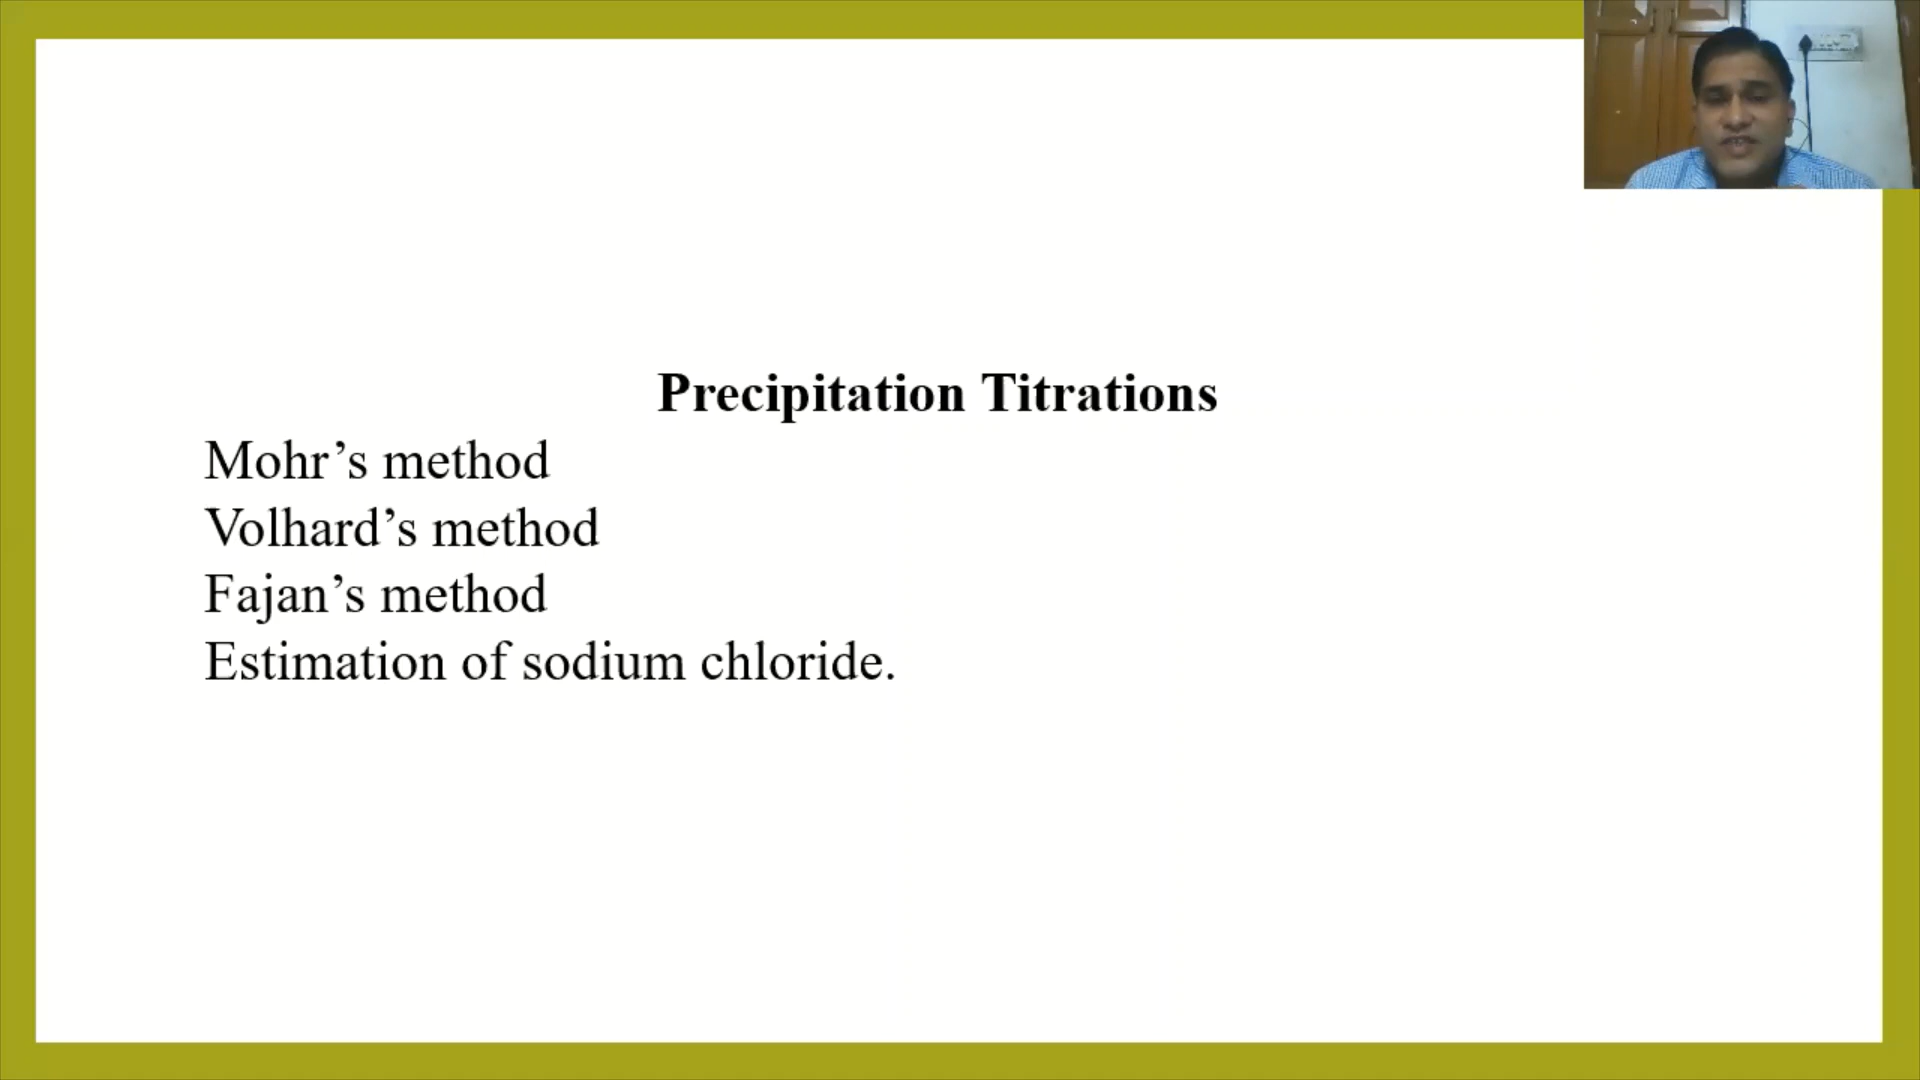 Precipitation Titrations
Mohr’s method
Volhard’s method
Fajan’s method
Estimation of sodium chloride.